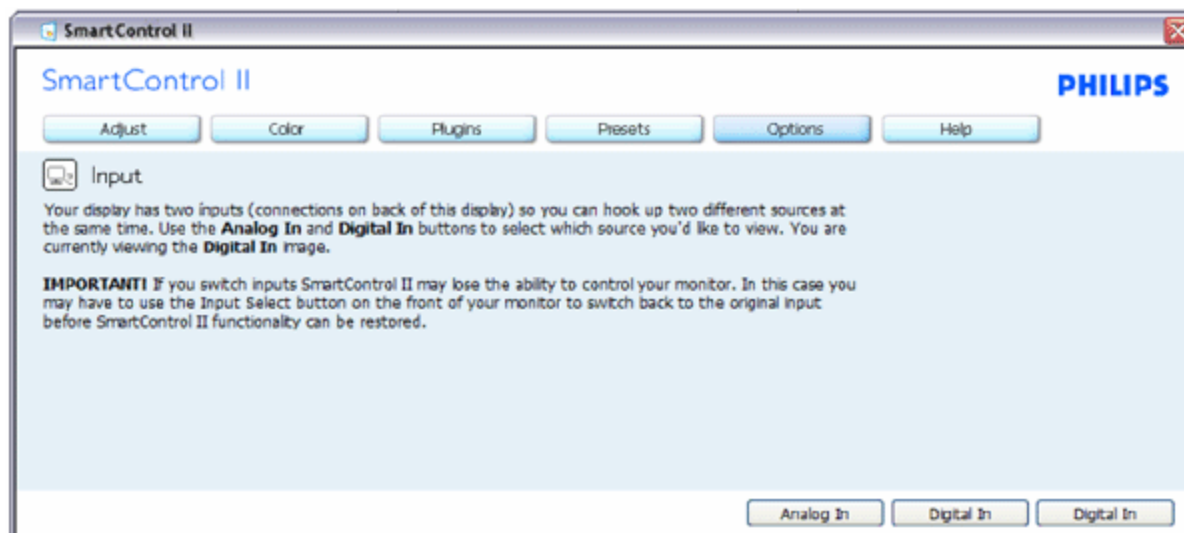 SmartControl II
SmartControl II
PHILIPS
Adjust Color Plugins Presets Options Help
Input
Your display has two inputs (connections on back of this display) so you can hook up two different sources at
the same time. Use the Analog In and Digital In buttons to select which source you'd like to view. You are
currently viewing the Digital In image.
IMPORTANT! If you switch inputs SmartControl II may lose the ability to control your monitor. In this case you
may have to use the Input Select button on the front of your monitor to switch back to the original input
before SmartControl II functionality can be restored.
Analog In Digital In Digital In